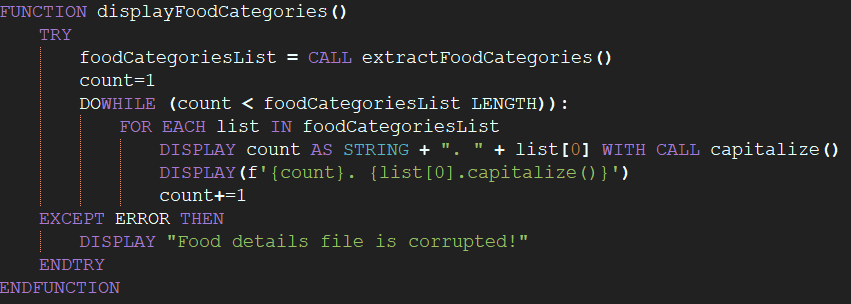 FUNCTION displayFoodCategories()
TRY
foodCategoriesList = CALL extractFoodCategories()
count=1
DOWHILE (count < foodCategoriesList LENGTH)):
FOR EACH list IN foodCategoriesList
DISPLAY count AS STRING + ". " + list[0] WITH CALL capitalize()
DISPLAY(f'{count}. {list[0].capitalize()}')
count+=1
EXCEPT ERROR THEN
DISPLAY "Food details file is corrupted!"
ENDTRY
ENDFUNCTION